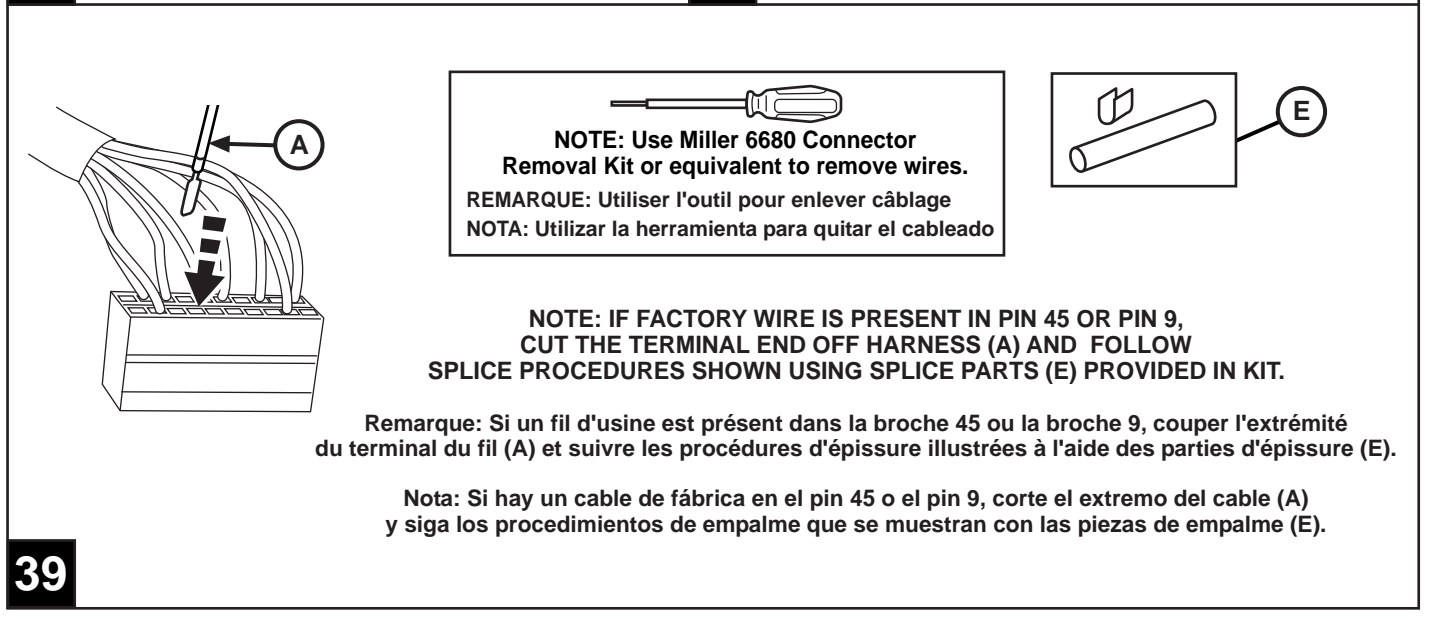 A
NOTE: Use Miller 6680 Connector
Removal Kit or equivalent to remove wires.
REMARQUE: Utiliser l'outil pour enlever câblage
NOTA: Utilizar la herramienta para quitar el cableado
E
NOTE: IF FACTORY WIRE IS PRESENT IN PIN 45 OR PIN 9,
CUT THE TERMINAL END OFF HARNESS (A) AND FOLLOW
SPLICE PROCEDURES SHOWN USING SPLICE PARTS (E) PROVIDED IN KIT.
Remarque: Si un fil d'usine est présent dans la broche 45 ou la broche 9, couper l'extrémité
du terminal du fil (A) et suivre les procédures d'épissure illustrées à l'aide des parties d'épissure (E).
Nota: Si hay un cable de fábrica en el pin 45 o el pin 9, corte el extremo del cable (A)
y siga los procedimientos de empalme que se muestran con las piezas de empalme (E).
39